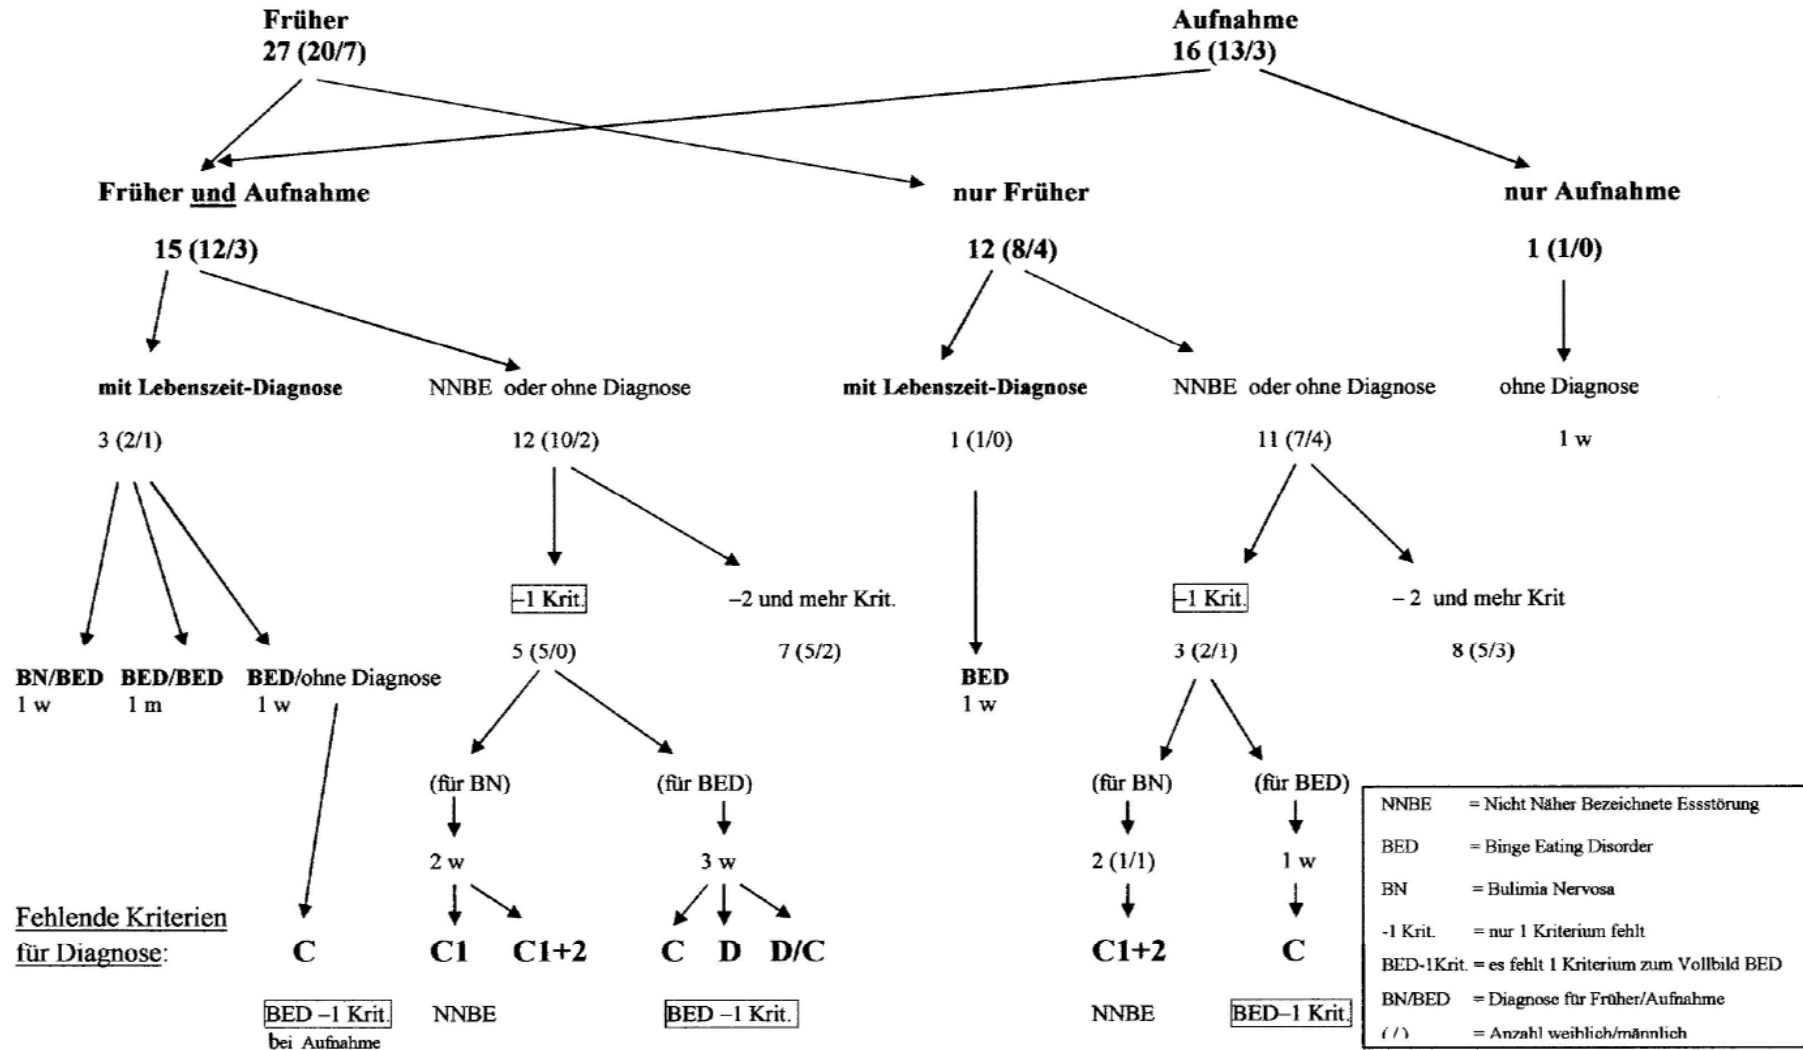 Früher Aufnahme
27 (20/7) 16 (13/3)
Früher und Aufnahme nur Früher nur Aufnahme
15 (12/3) 12 (8/4) 1 (1/0)
mit Lebenszeit-Diagnose NNBE oder ohne Diagnose mit Lebenszeit-Diagnose NNBE oder ohne Diagnose ohne Diagnose
3 (2/1) 12 (10/2) 1 (1/0) 11 (7/4) 1 w
–1 Krit. –2 und mehr Krit. –1 Krit. – 2 und mehr Krit
5 (5/0) 7 (5/2) 3 (2/1) 8 (5/3)
BN/BED BED/BED BED/ohne Diagnose BED
1 w 1 m 1 w 1 w
(für BN) (für BED) (für BN) (für BED)
2 w 3 w 2 (1/1) 1 w
Fehlende Kriterien
für Diagnose: C C1 C1+2 C D D/C C1+2 C
BED –1 Krit. NNBE BED –1 Krit. NNBE BED–1 Krit.
bei Aufnahme
NNBE = Nicht Näher Bezeichnete Essstörung
BED = Binge Eating Disorder
BN = Bulimia Nervosa
-1 Krit. = nur 1 Kriterium fehlt
BED-1Krit. = es fehlt 1 Kriterium zum Vollbild BED
BN/BED = Diagnose für Früher/Aufnahme
( / ) = Anzahl weiblich/männlich